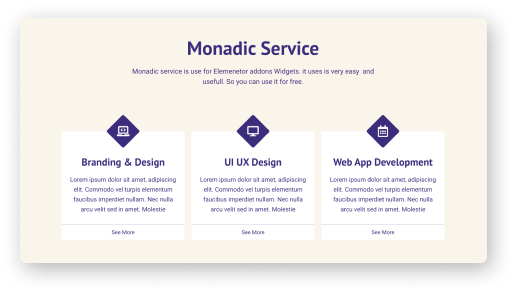 Monadic Service
Monadic service is use for Elemenetor addons Widgets. it uses is very easy and
usefull. So you can use it for free.
Branding & Design
Lorem ipsum dolor sit amet, adipiscing
elit. Commodo vel turpis elementum
faucibus imperdiet nullam. Nec nulla
arcu velit sed in amet. Molestie
See More
UI UX Design
Lorem ipsum dolor sit amet, adipiscing
elit. Commodo vel turpis elementum
faucibus imperdiet nullam. Nec nulla
arcu velit sed in amet. Molestie
See More
Web App Development
Lorem ipsum dolor sit amet, adipiscing
elit. Commodo vel turpis elementum
faucibus imperdiet nullam. Nec nulla
arcu velit sed in amet. Molestie
See More